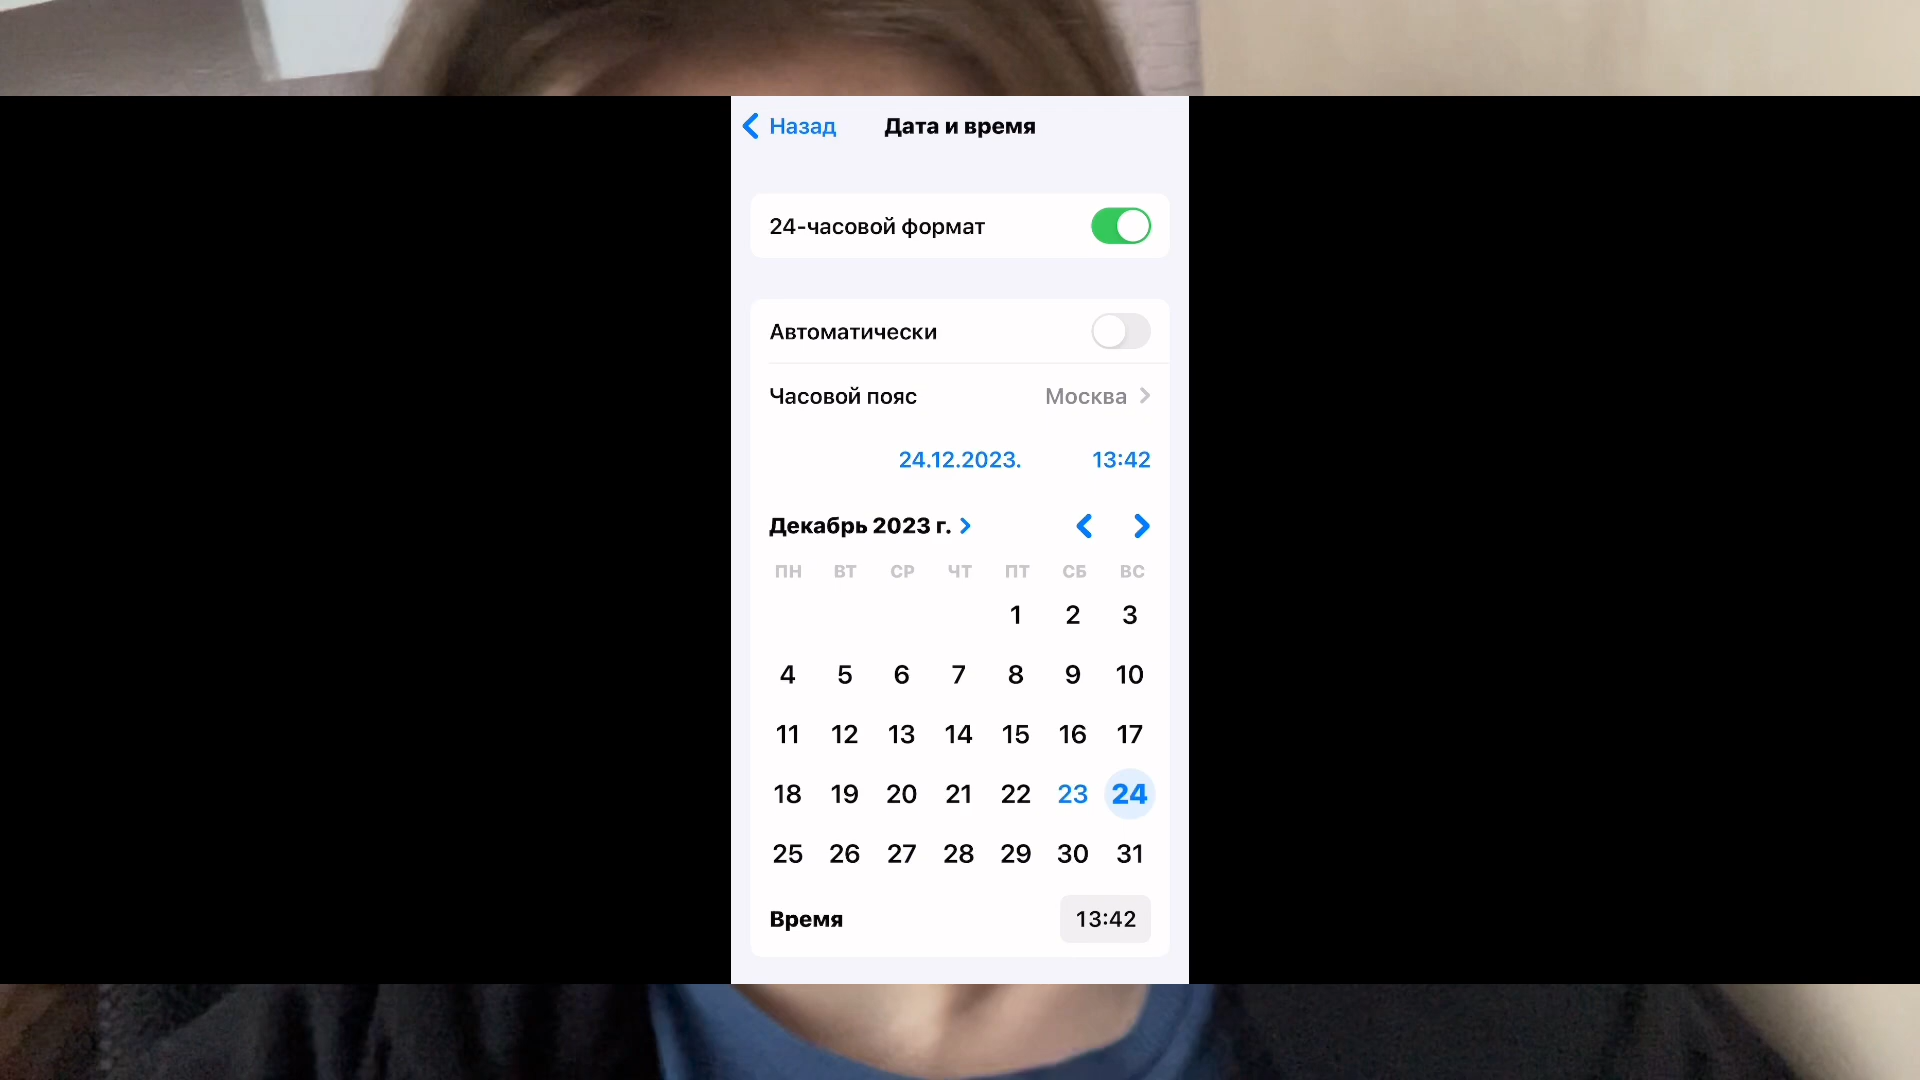 Назад Дата и время
24-часовой формат
Автоматически
Часовой пояс Москва
24.12.2023. 13:42
Декабрь 2023 г.
ПН ВТ СР ЧТ ПТ СБ ВС
1 2 3
4 5 6 7 8 9 10
11 12 13 14 15 16 17
18 19 20 21 22 23 24
25 26 27 28 29 30 31
Время 13:42